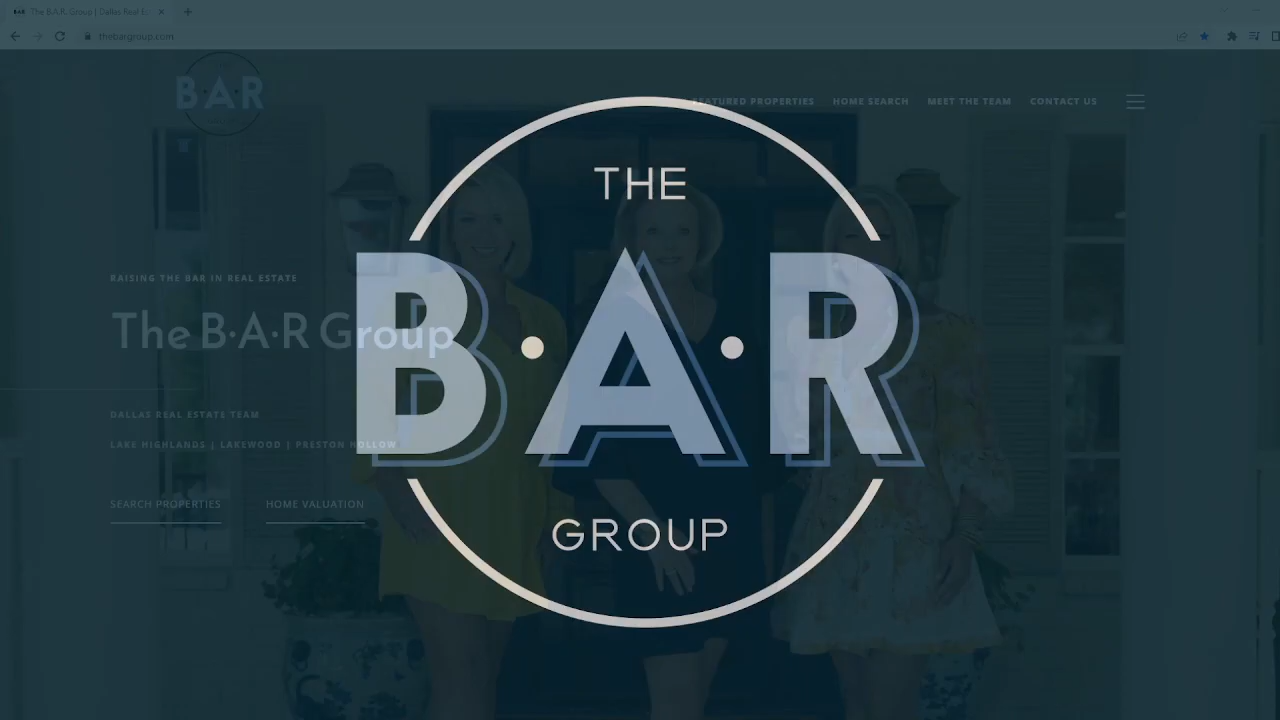 The B.A.R. Group | Dallas Real E
thebargroup.com
B·A·R
FEATURED PROPERTIES HOME SEARCH MEET THE TEAM CONTACT US
THE
B·A·R
GROUP
RAISING THE BAR IN REAL ESTATE
The B·A·R Group
DALLAS REAL ESTATE TEAM
LAKE HIGHLANDS | LAKEWOOD | PRESTON HOLLOW
SEARCH PROPERTIES HOME VALUATION